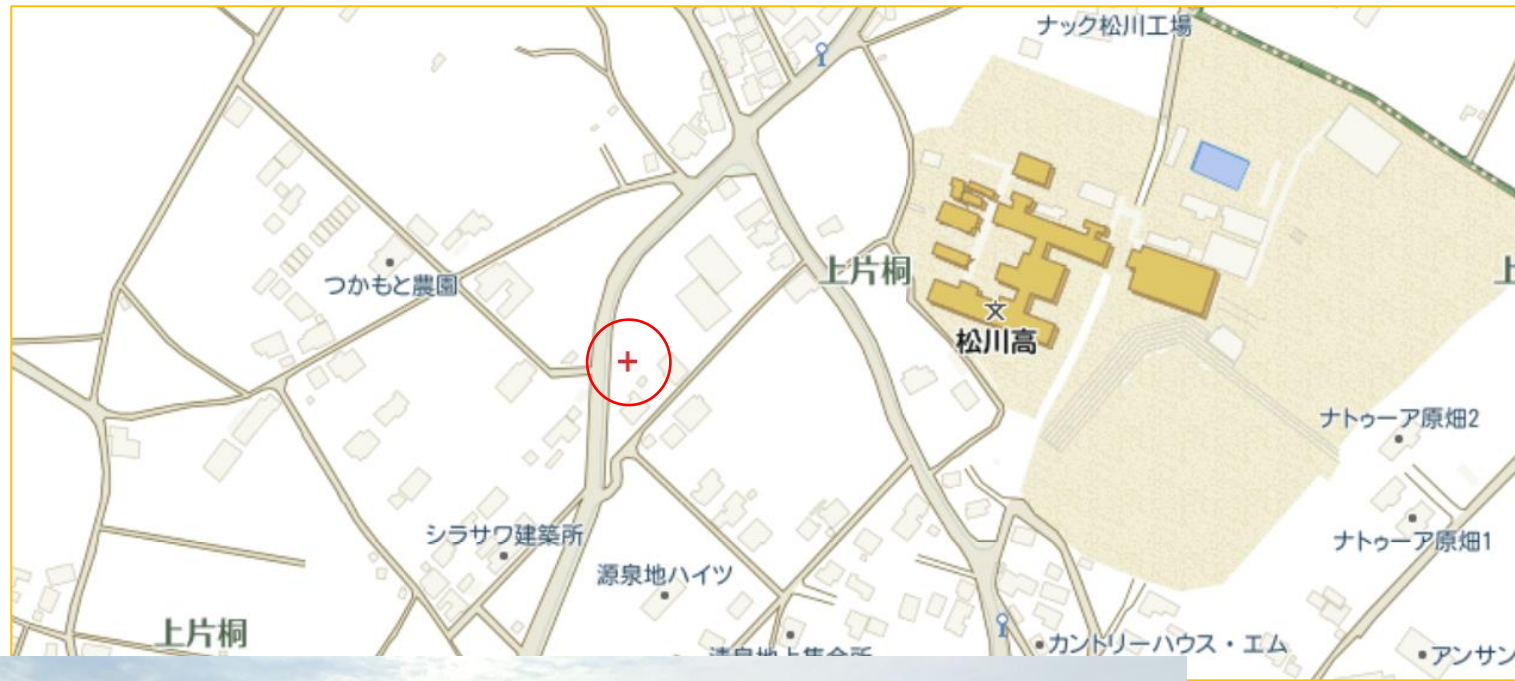 ナック松川工場
つかもと農園
上片桐
松川高
ナトゥーア原畑2
シラサワ建築所
ナトゥーア原畑1
源泉地ハイツ
上片桐
カントリーハウス・エム
アンサン
上